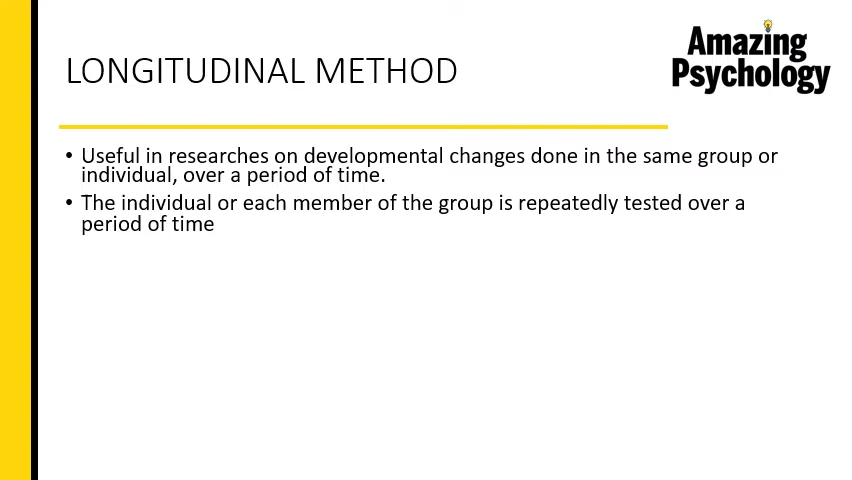 LONGITUDINAL METHOD
Amazing
Psychology
• Useful in researches on developmental changes done in the same group or
individual, over a period of time.
• The individual or each member of the group is repeatedly tested over a
period of time